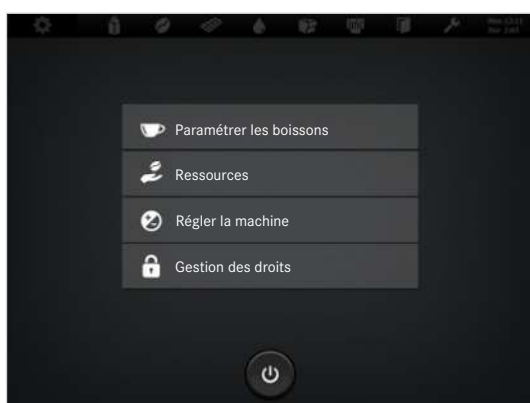 Paramétrer les boissons
Ressources
Régler la machine
Gestion des droits